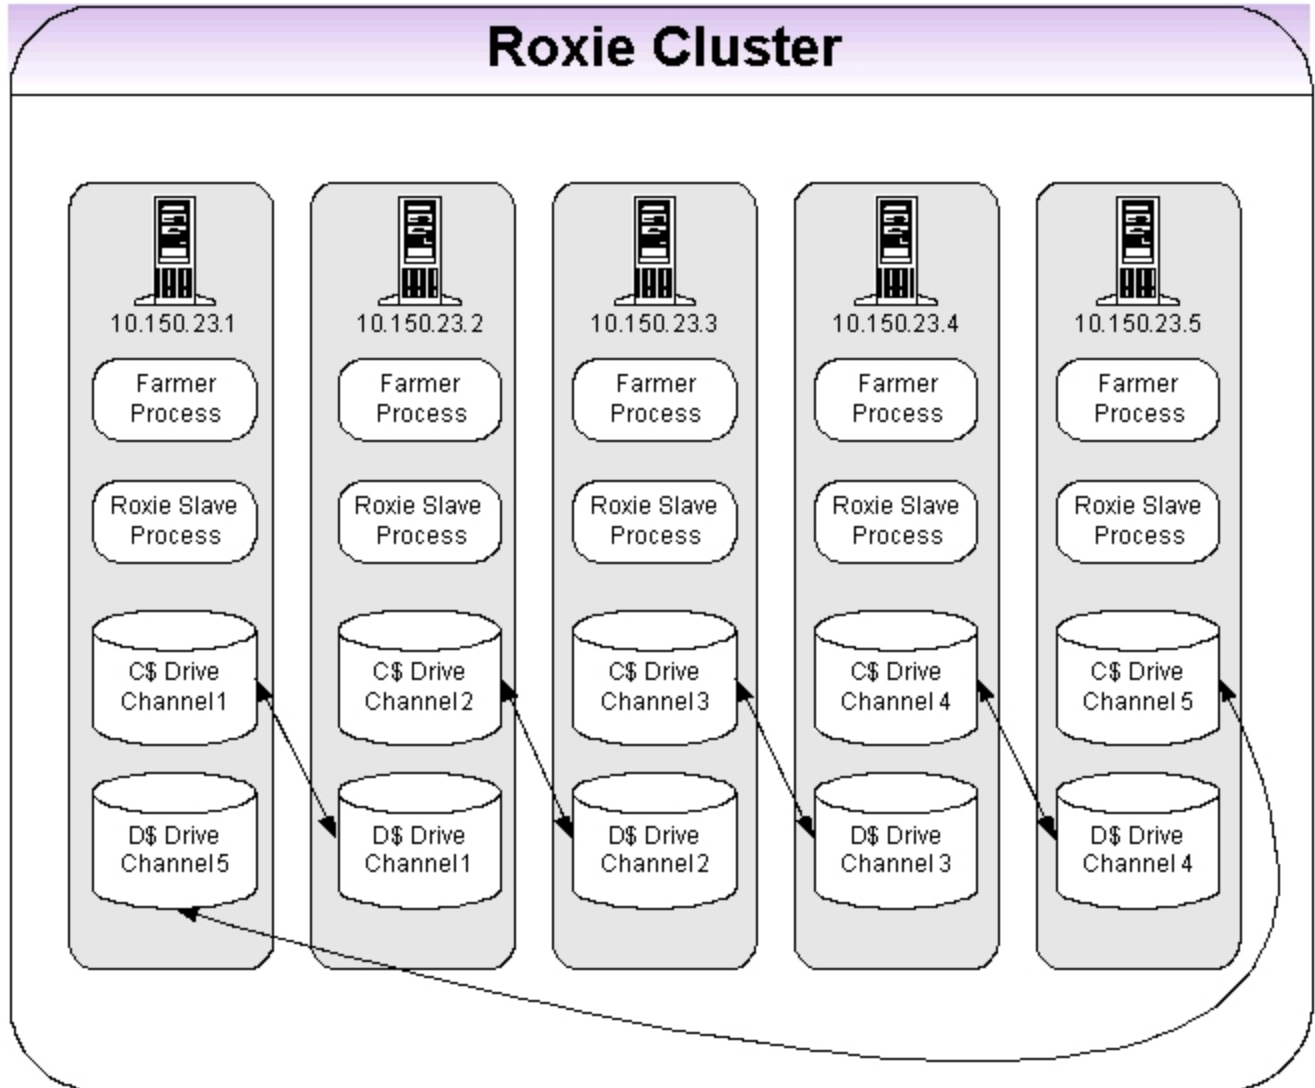 Roxie Cluster
10.150.23.1
Farmer
Process
Roxie Slave
Process
C$ Drive
Channel 1
D$ Drive
Channel 5
10.150.23.2
Farmer
Process
Roxie Slave
Process
C$ Drive
Channel 2
D$ Drive
Channel 1
10.150.23.3
Farmer
Process
Roxie Slave
Process
C$ Drive
Channel 3
D$ Drive
Channel 2
10.150.23.4
Farmer
Process
Roxie Slave
Process
C$ Drive
Channel 4
D$ Drive
Channel 3
10.150.23.5
Farmer
Process
Roxie Slave
Process
C$ Drive
Channel 5
D$ Drive
Channel 4